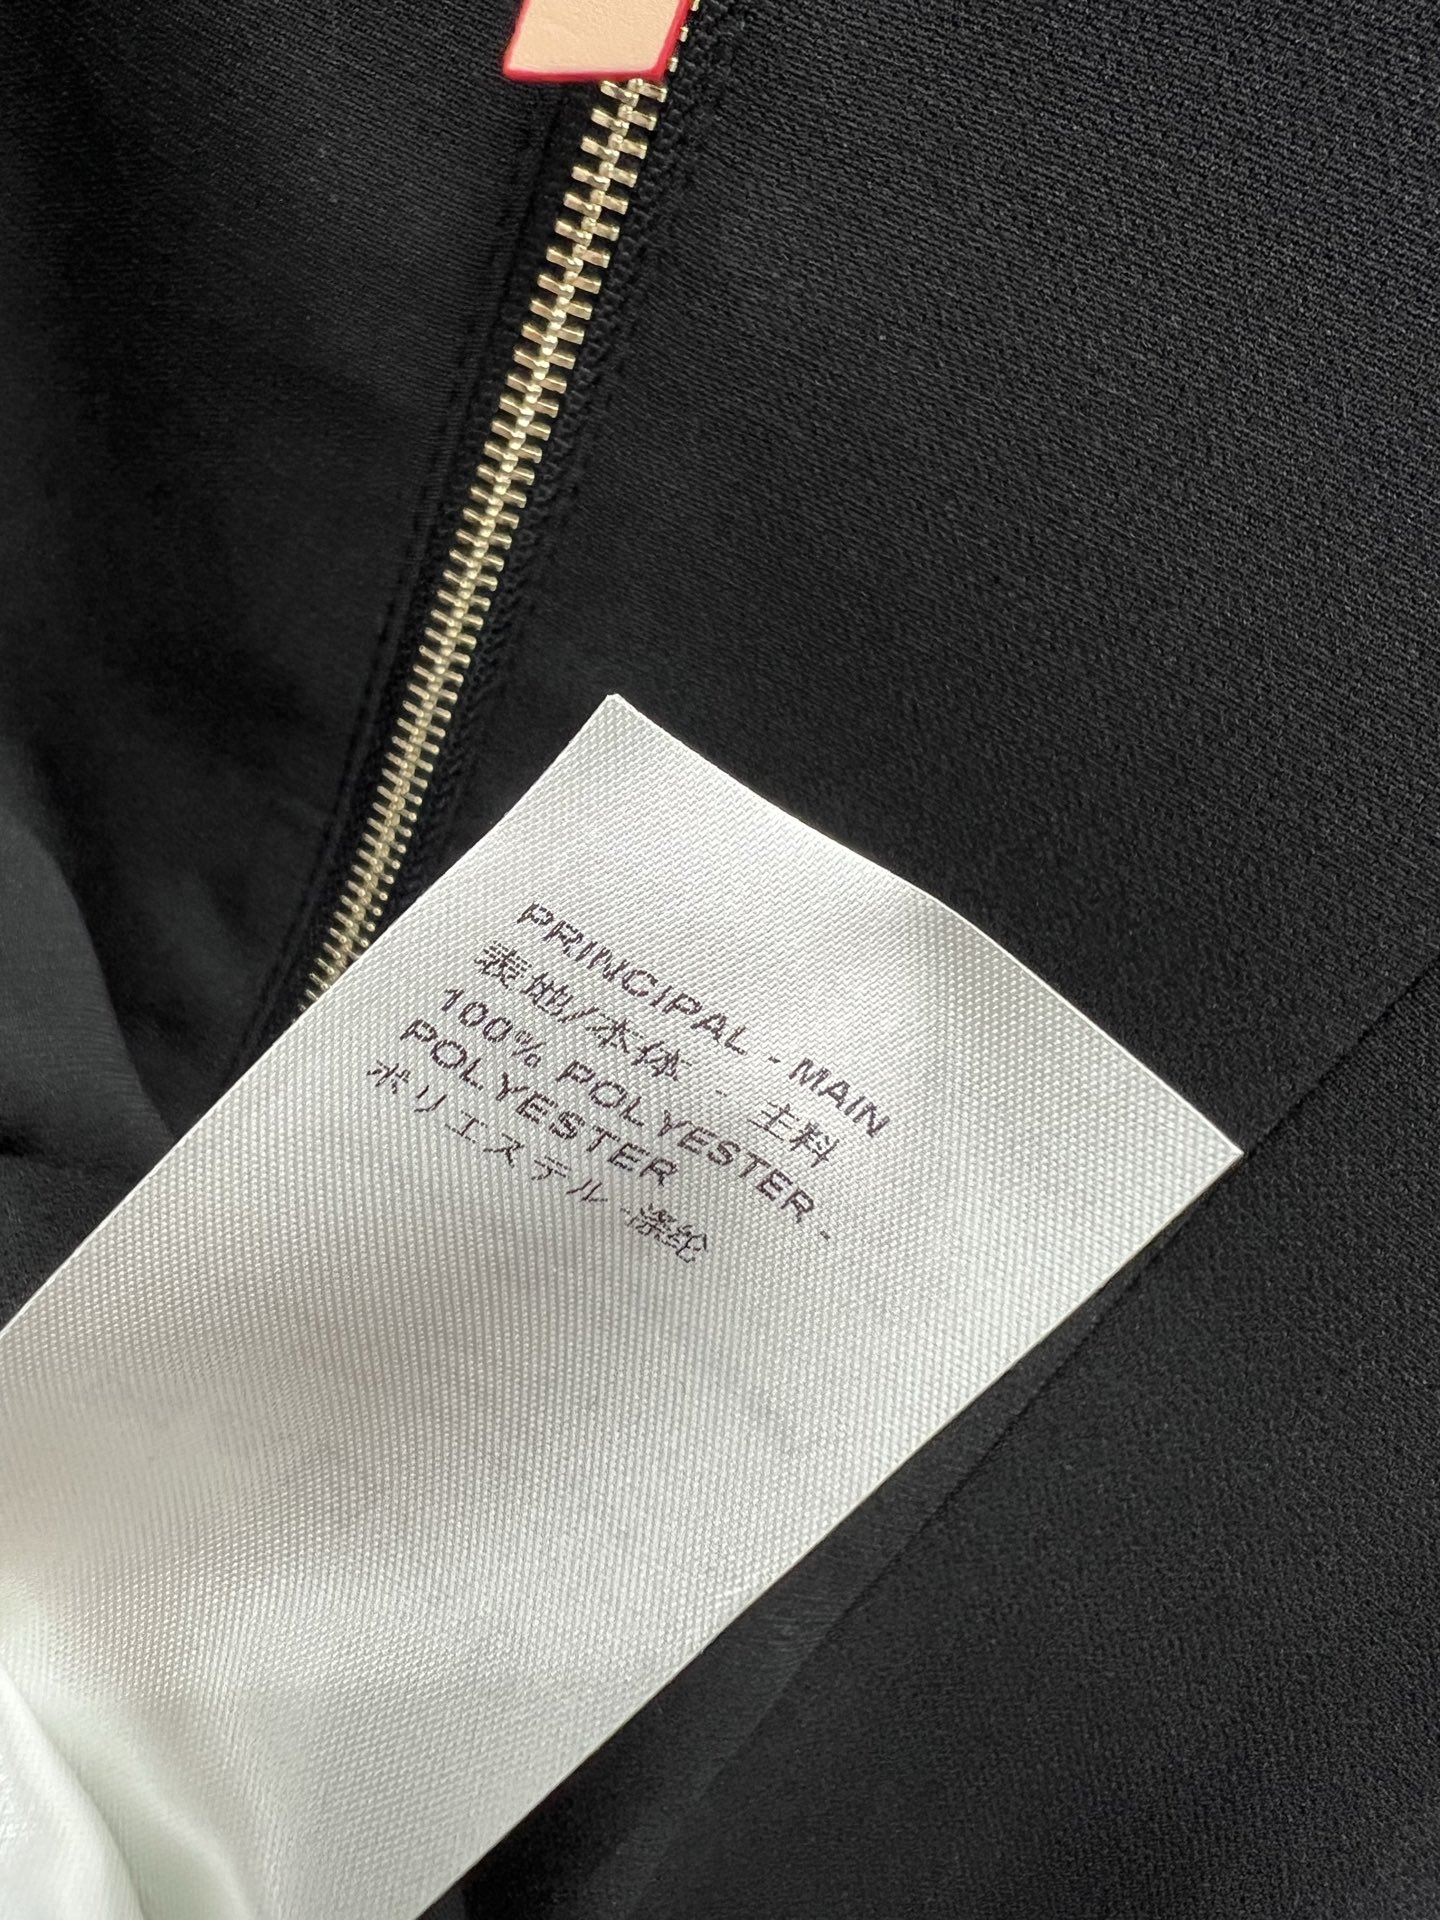 PRINCIPAL - MAIN
表地/本体 - 主料
100% POLYESTER -
POLYESTER
ポリエステル-涤纶